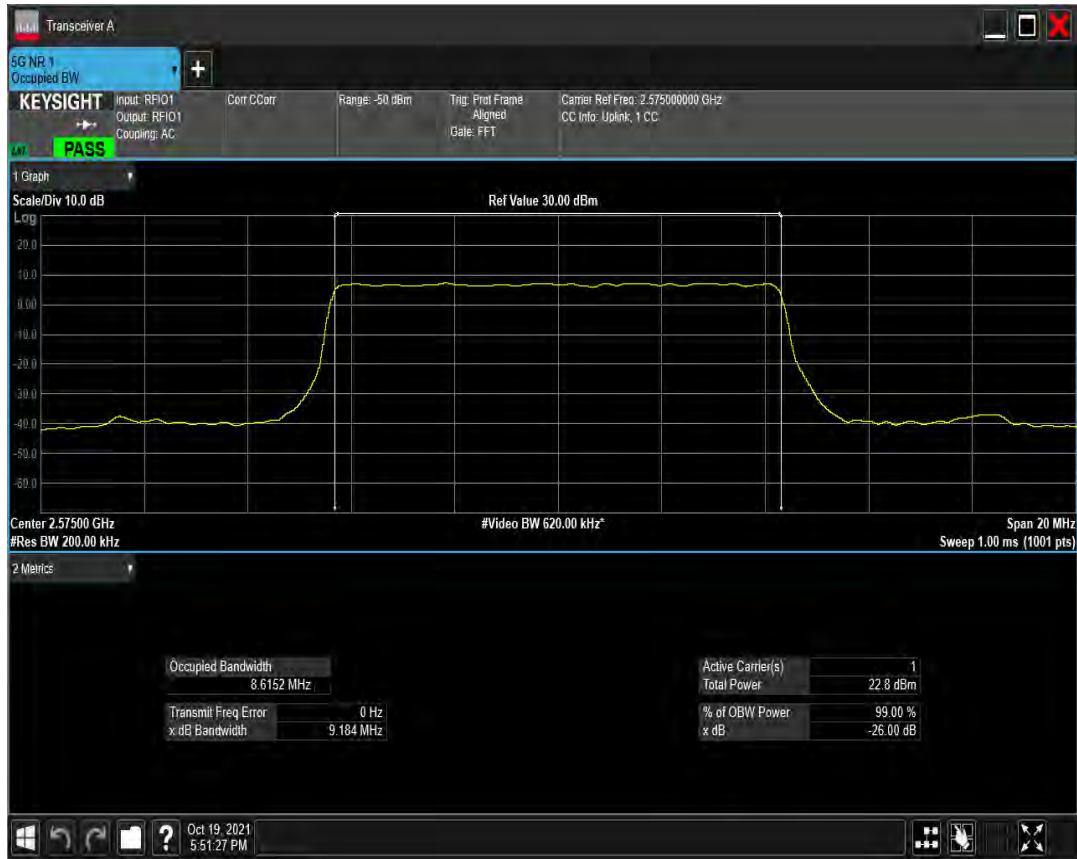 Transceiver A
5G NR 1
Occupied BW
+
KEYSIGHT
Input: RFIO1
Output: RFIO1
Coupling: AC
Corr CCorr
Range: -50 dBm
Trig: Prot Frame
Aligned
Gate: FFT
Carrier Ref Freq: 2.575000000 GHz
CC Info: Uplink, 1 CC
PASS
1 Graph
Scale/Div 10.0 dB
Ref Value 30.00 dBm
Log
20.0
10.0
0.00
-10.0
-20.0
-30.0
-40.0
-50.0
-60.0
Center 2.57500 GHz
#Video BW 620.00 kHz*
Span 20 MHz
#Res BW 200.00 kHz
Sweep 1.00 ms (1001 pts)
2 Metrics
Occupied Bandwidth
8.6152 MHz
Transmit Freq Error 0 Hz
x dB Bandwidth 9.184 MHz
Active Carrier(s) 1
Total Power 22.8 dBm
% of OBW Power 99.00 %
x dB -26.00 dB
?
Oct 19, 2021
5:51:27 PM